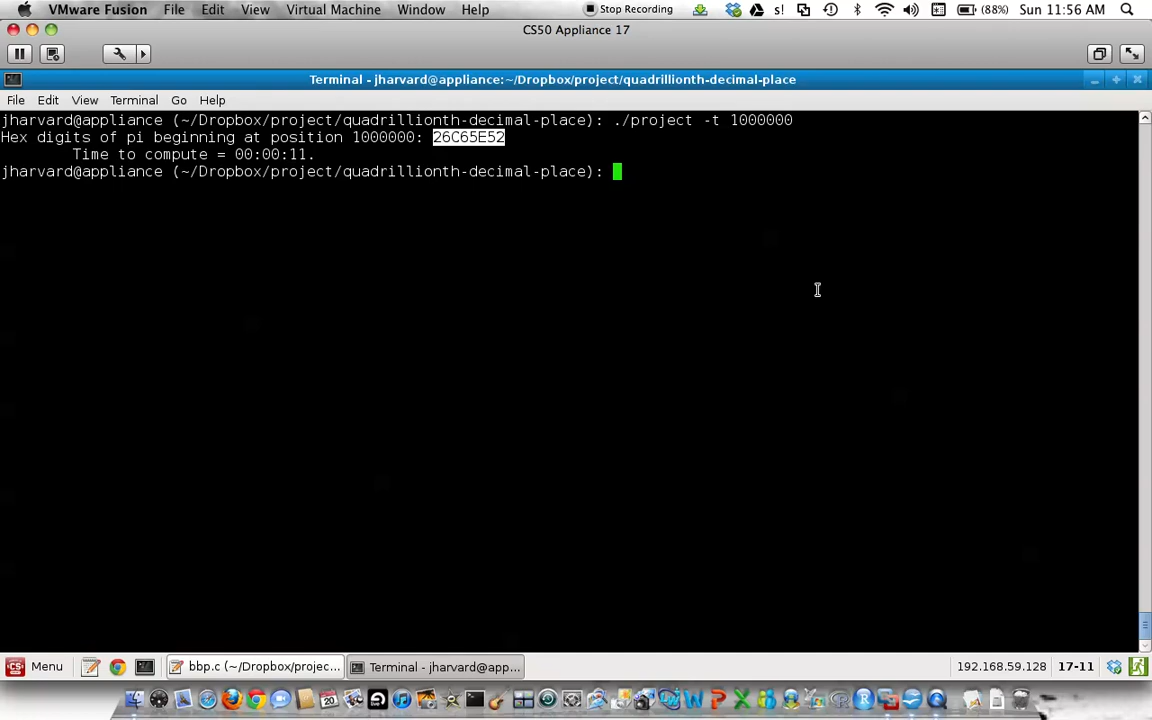 VMware Fusion File Edit View Virtual Machine Window Help Stop Recording s! (88%) Sun 11:56 AM
CS50 Appliance 17
Terminal - jharvard@appliance:~/Dropbox/project/quadrillionth-decimal-place
File Edit View Terminal Go Help
jharvard@appliance (~/Dropbox/project/quadrillionth-decimal-place): ./project -t 1000000
Hex digits of pi beginning at position 1000000: 26C65E52
Time to compute = 00:00:11.
jharvard@appliance (~/Dropbox/project/quadrillionth-decimal-place):
Menu bbp.c (~/Dropbox/projec... Terminal - jharvard@app... 192.168.59.128 17-11